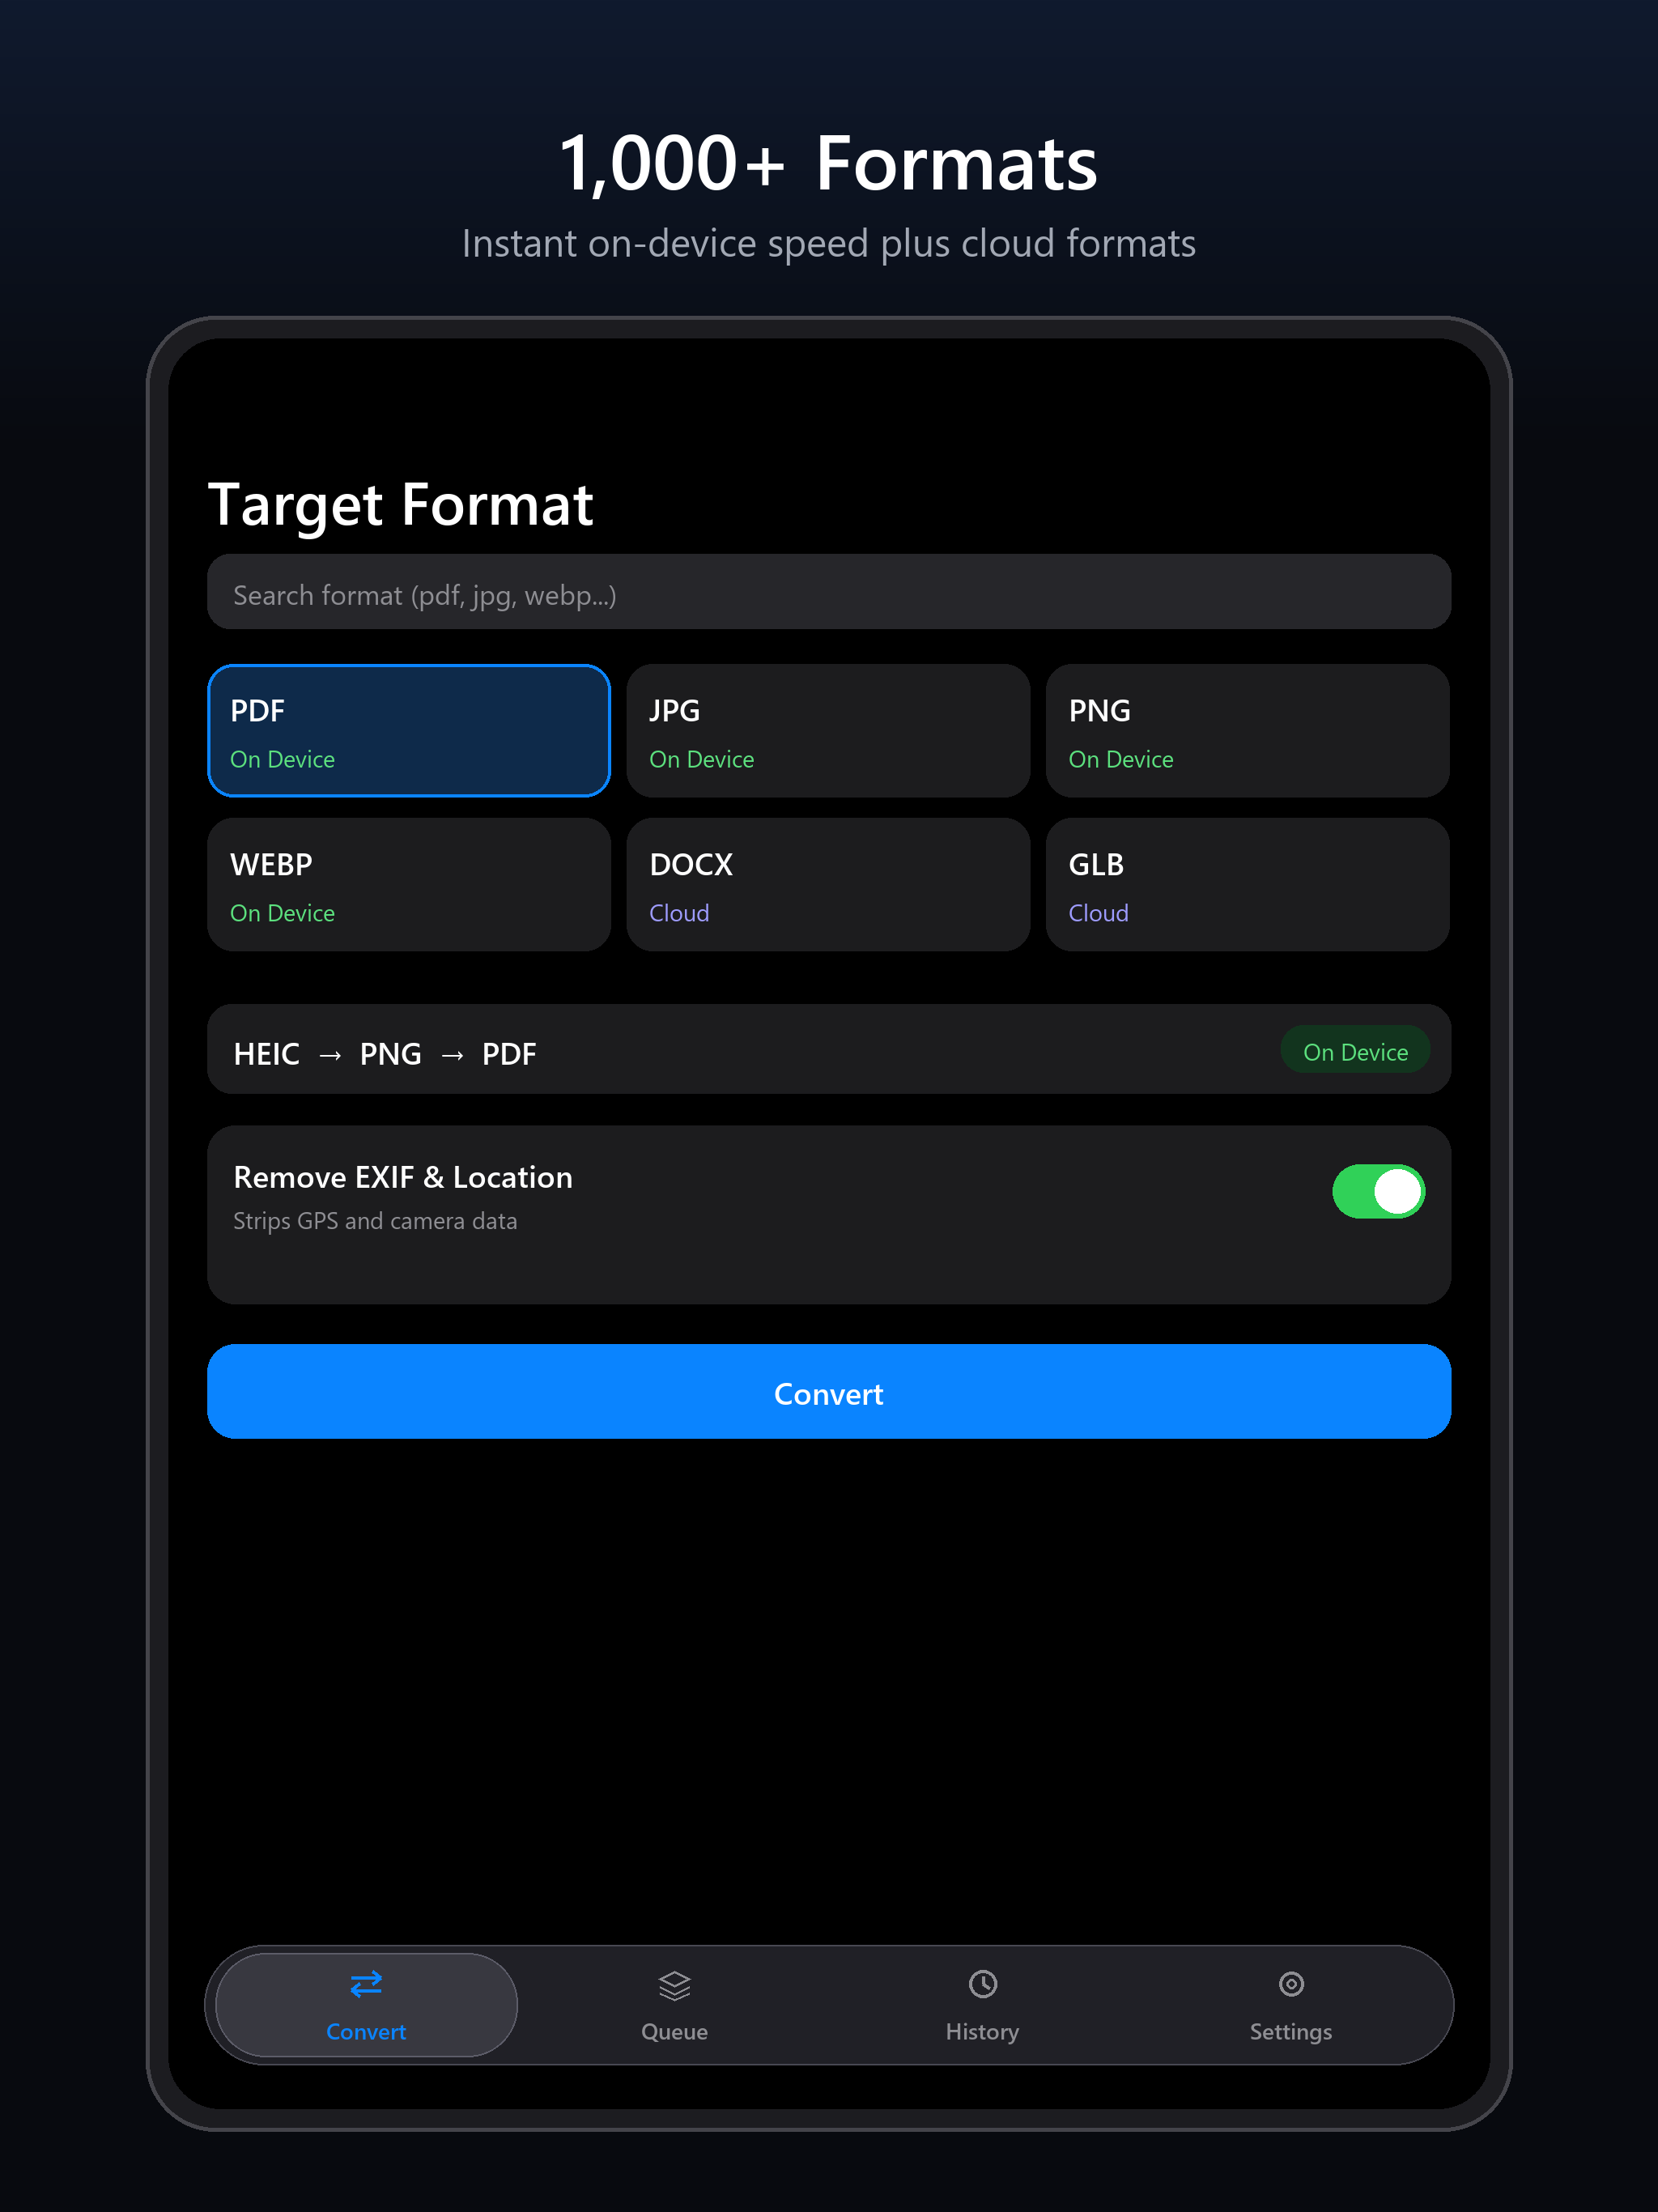 1,000+ Formats
Instant on-device speed plus cloud formats
Target Format
Search format (pdf, jpg, webp...)
PDF
On Device
JPG
On Device
PNG
On Device
WEBP
On Device
DOCX
Cloud
GLB
Cloud
HEIC → PNG → PDF
On Device
Remove EXIF & Location
Strips GPS and camera data
Convert
Convert
Queue
History
Settings